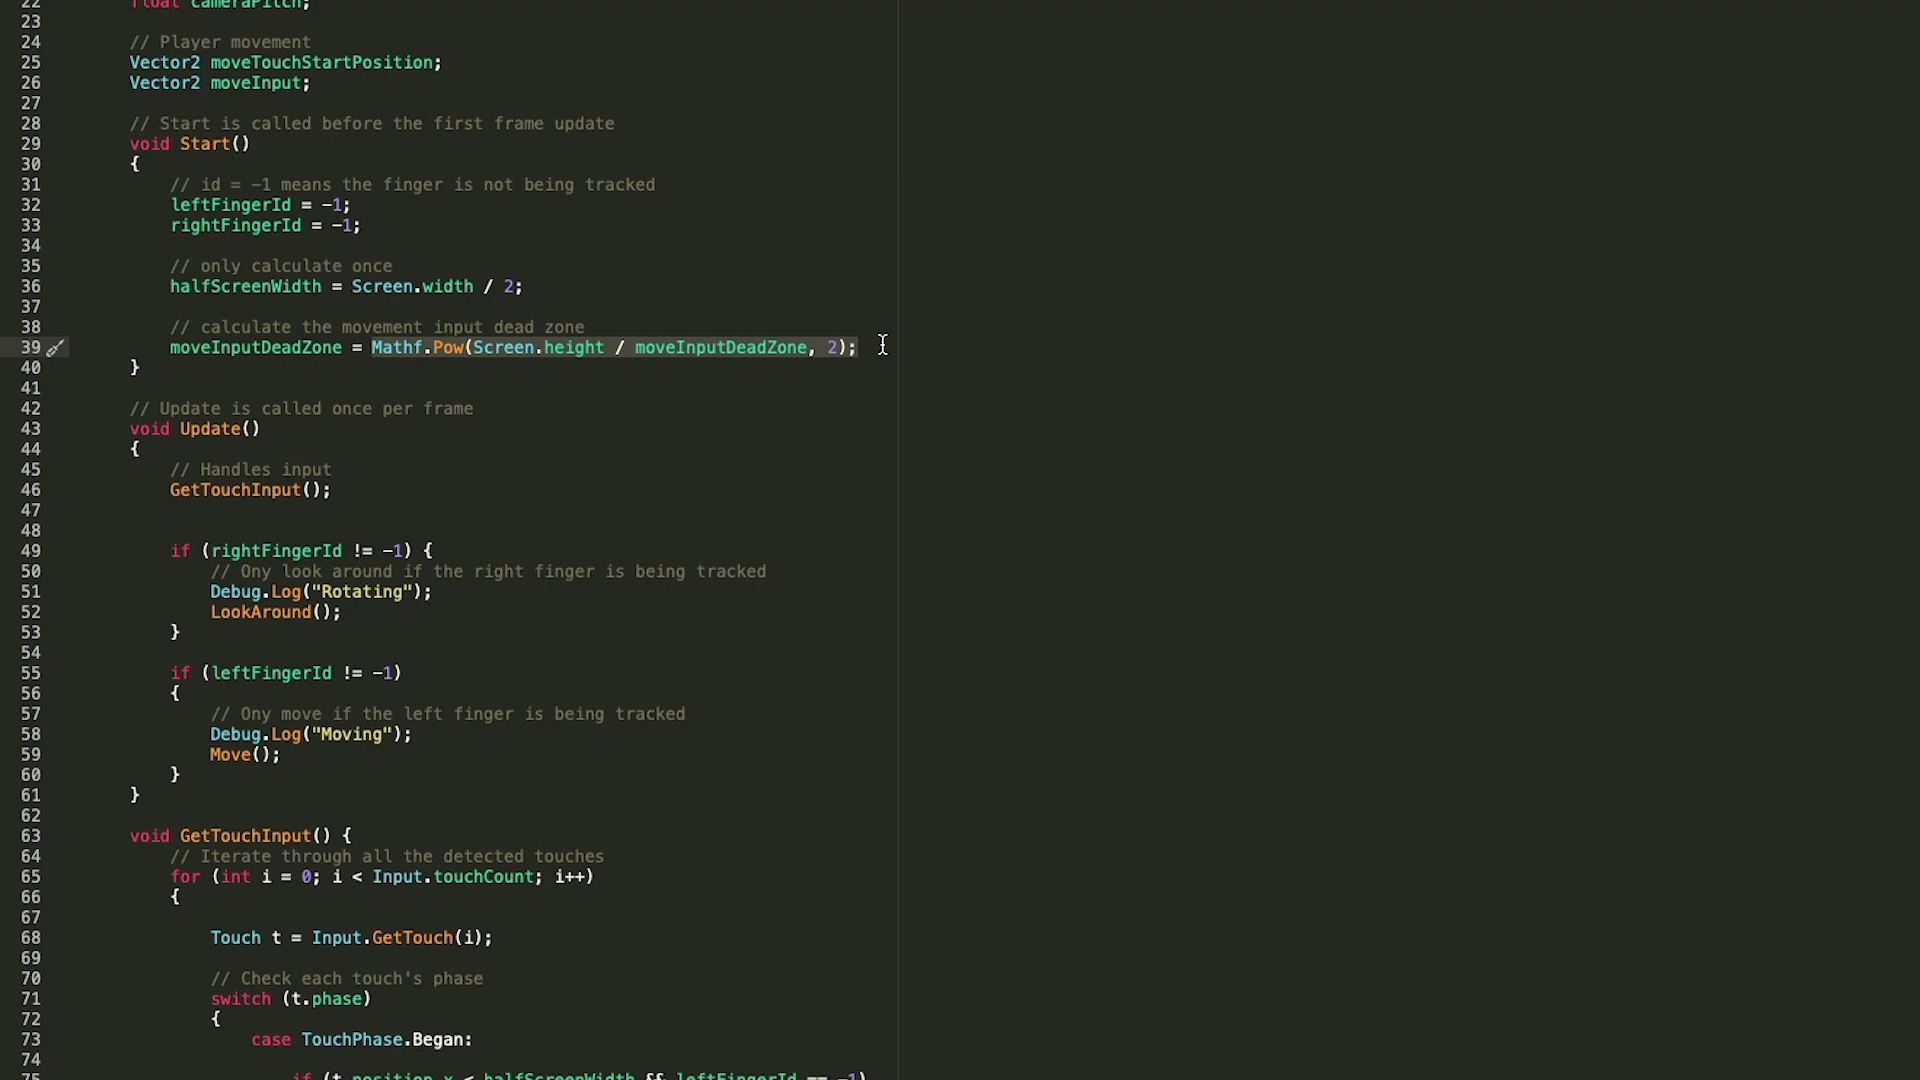 22 float cameraPitch;
23
24 // Player movement
25 Vector2 moveTouchStartPosition;
26 Vector2 moveInput;
27
28 // Start is called before the first frame update
29 void Start()
30 {
31 // id = -1 means the finger is not being tracked
32 leftFingerId = -1;
33 rightFingerId = -1;
34
35 // only calculate once
36 halfScreenWidth = Screen.width / 2;
37
38 // calculate the movement input dead zone
39 moveInputDeadZone = Mathf.Pow(Screen.height / moveInputDeadZone, 2);
40 }
41
42 // Update is called once per frame
43 void Update()
44 {
45 // Handles input
46 GetTouchInput();
47
48
49 if (rightFingerId != -1) {
50 // Ony look around if the right finger is being tracked
51 Debug.Log("Rotating");
52 LookAround();
53 }
54
55 if (leftFingerId != -1)
56 {
57 // Ony move if the left finger is being tracked
58 Debug.Log("Moving");
59 Move();
60 }
61 }
62
63 void GetTouchInput() {
64 // Iterate through all the detected touches
65 for (int i = 0; i < Input.touchCount; i++)
66 {
67
68 Touch t = Input.GetTouch(i);
69
70 // Check each touch's phase
71 switch (t.phase)
72 {
73 case TouchPhase.Began:
74
75 if (t.position.x < halfScreenWidth && leftFingerId == -1)